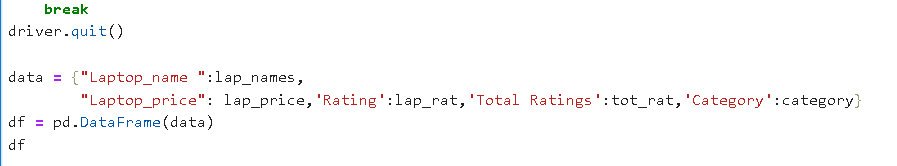 break
driver.quit()
data = {"Laptop_name ":lap_names,
"Laptop_price": lap_price,'Rating':lap_rat,'Total Ratings':tot_rat,'Category':category}
df = pd.DataFrame(data)
df